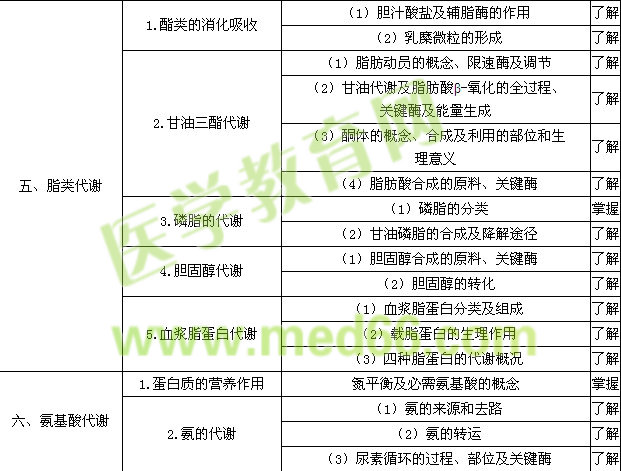 1.酯类的消化吸收
（1）胆汁酸盐及辅脂酶的作用
了解
（2）乳糜微粒的形成
了解
五、脂类代谢
2.甘油三酯代谢
（1）脂肪动员的概念、限速酶及调节
了解
（2）甘油代谢及脂肪酸β-氧化的全过程、
关键酶及能量生成
了解
（3）酮体的概念、合成及利用的部位和生
理意义
了解
（4）脂肪酸合成的原料、关键酶
了解
3.磷脂的代谢
（1）磷脂的分类
掌握
（2）甘油磷脂的合成及降解途径
了解
4.胆固醇代谢
（1）胆固醇合成的原料、关键酶
了解
（2）胆固醇的转化
了解
5.血浆脂蛋白代谢
（1）血浆脂蛋白分类及组成
了解
（2）载脂蛋白的生理作用
了解
（3）四种脂蛋白的代谢概况
了解
六、氨基酸代谢
1.蛋白质的营养作用
氮平衡及必需氨基酸的概念
掌握
2.氨的代谢
（1）氨的来源和去路
了解
（2）氨的转运
了解
（3）尿素循环的过程、部位及关键酶
了解
医学教育网
www.med66.com